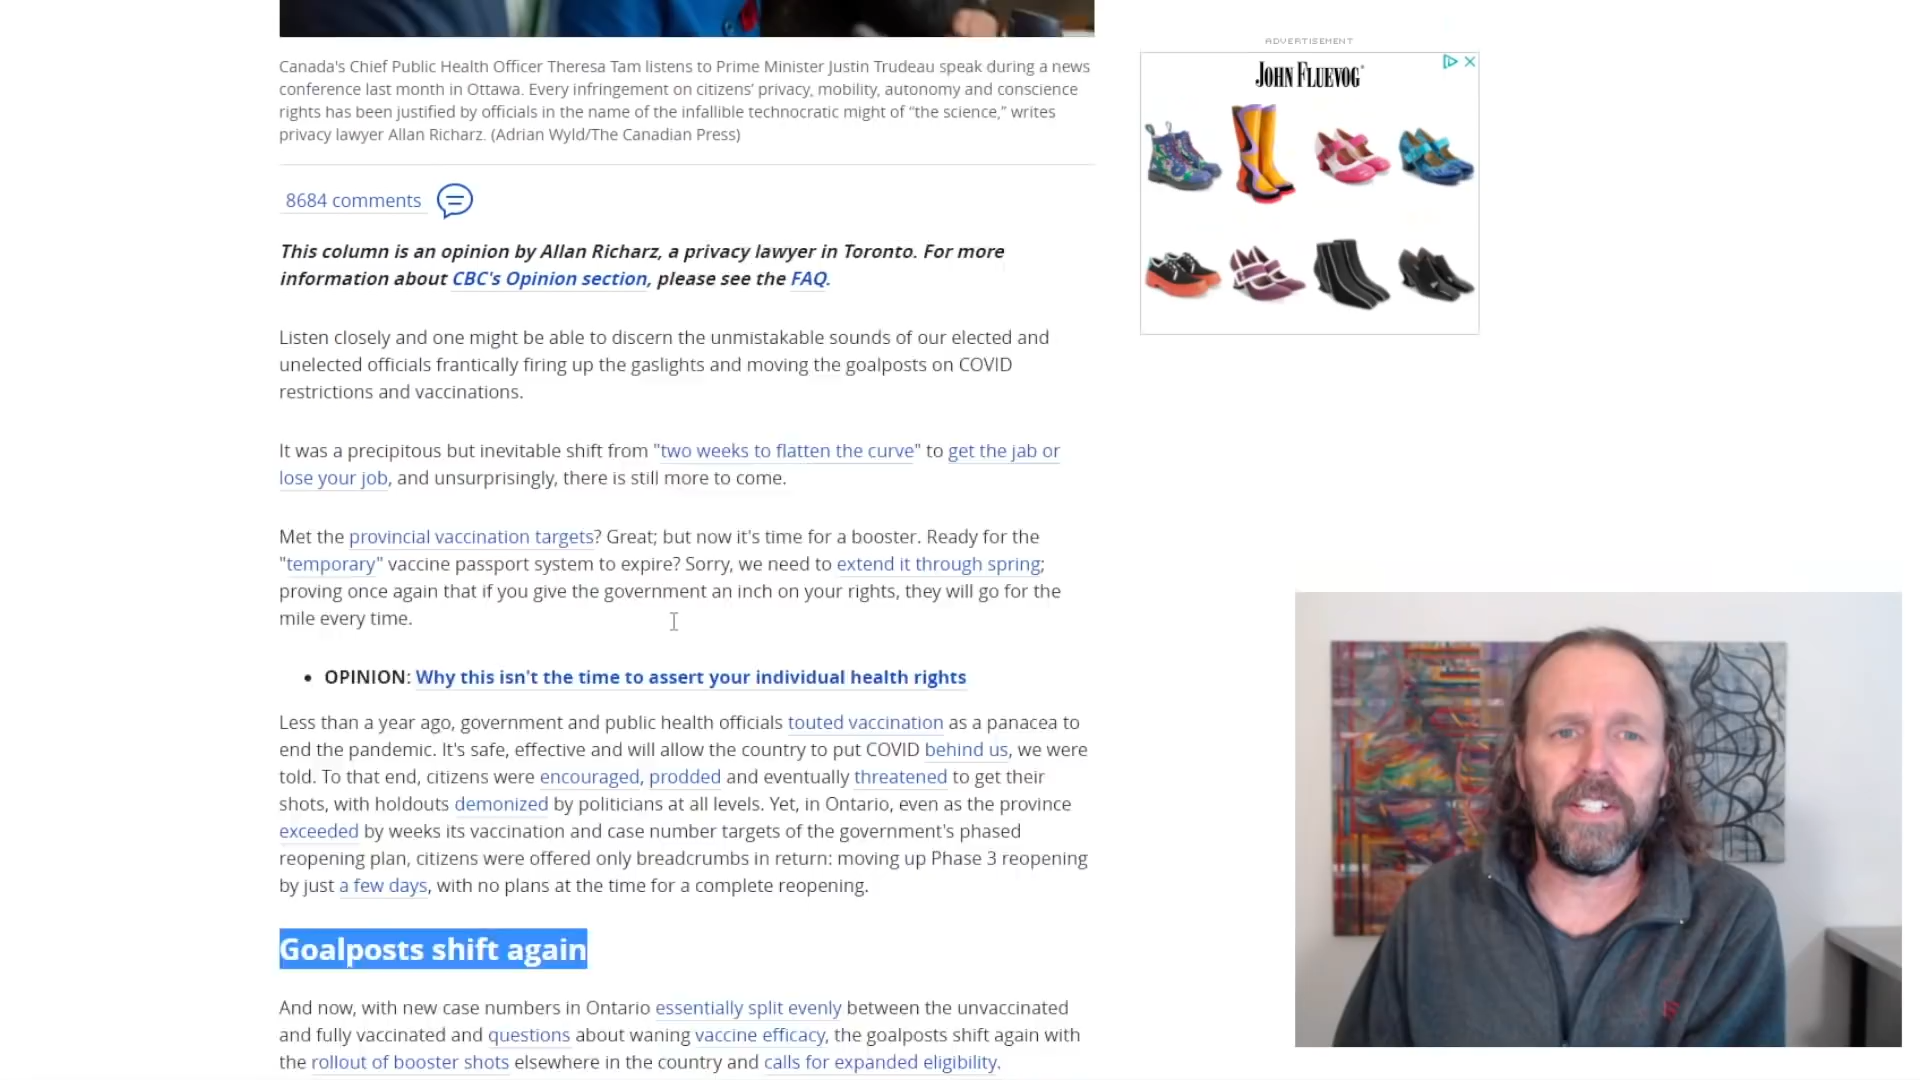 ADVERTISEMENT
JOHN FLUEVOG
Canada's Chief Public Health Officer Theresa Tam listens to Prime Minister Justin Trudeau speak during a news
conference last month in Ottawa. Every infringement on citizens' privacy, mobility, autonomy and conscience
rights has been justified by officials in the name of the infallible technocratic might of "the science," writes
privacy lawyer Allan Richarz. (Adrian Wyld/The Canadian Press)
8684 comments
This column is an opinion by Allan Richarz, a privacy lawyer in Toronto. For more
information about CBC's Opinion section, please see the FAQ.
Listen closely and one might be able to discern the unmistakable sounds of our elected and
unelected officials frantically firing up the gaslights and moving the goalposts on COVID
restrictions and vaccinations.
It was a precipitous but inevitable shift from "two weeks to flatten the curve" to get the jab or
lose your job, and unsurprisingly, there is still more to come.
Met the provincial vaccination targets? Great; but now it's time for a booster. Ready for the
"temporary" vaccine passport system to expire? Sorry, we need to extend it through spring;
proving once again that if you give the government an inch on your rights, they will go for the
mile every time.
• OPINION: Why this isn't the time to assert your individual health rights
Less than a year ago, government and public health officials touted vaccination as a panacea to
end the pandemic. It's safe, effective and will allow the country to put COVID behind us, we were
told. To that end, citizens were encouraged, prodded and eventually threatened to get their
shots, with holdouts demonized by politicians at all levels. Yet, in Ontario, even as the province
exceeded by weeks its vaccination and case number targets of the government's phased
reopening plan, citizens were offered only breadcrumbs in return: moving up Phase 3 reopening
by just a few days, with no plans at the time for a complete reopening.
Goalposts shift again
And now, with new case numbers in Ontario essentially split evenly between the unvaccinated
and fully vaccinated and questions about waning vaccine efficacy, the goalposts shift again with
the rollout of booster shots elsewhere in the country and calls for expanded eligibility.